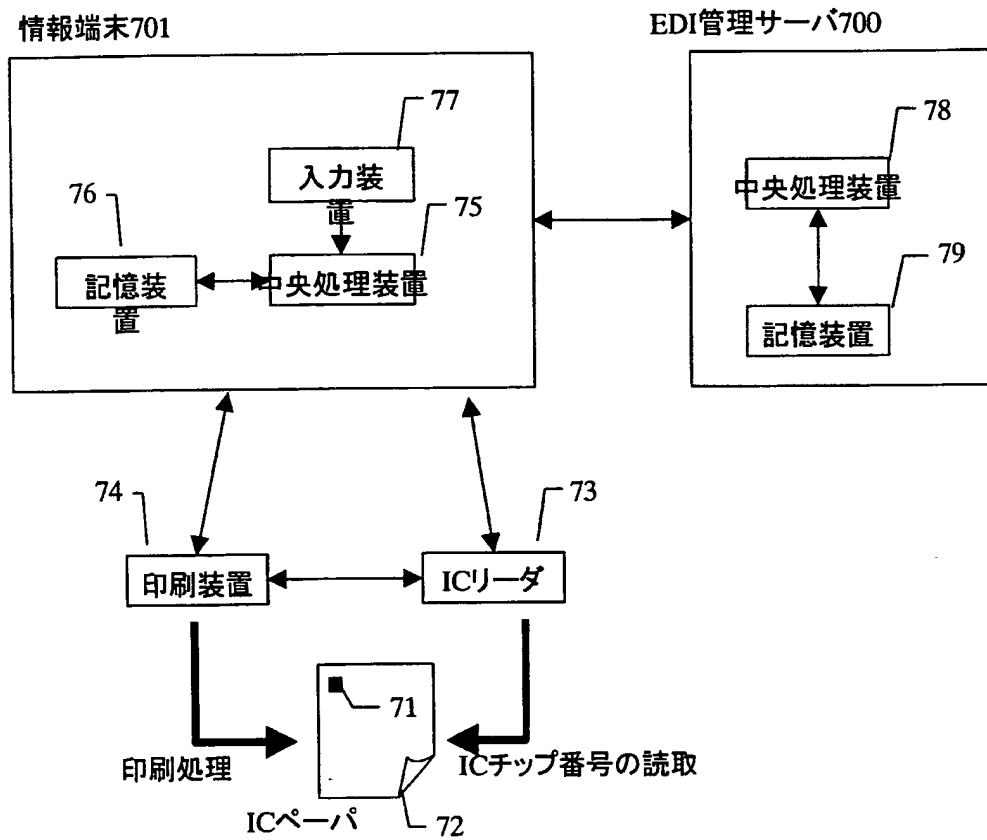 情報端末701
EDI管理サーバ700
77
入力装
置
76
75
記憶装
置
中央処理装置
78
中央処理装置
79
記憶装置
74
73
印刷装置
ICリーダ
71
印刷処理
ICチップ番号の読取
ICペーパ
72